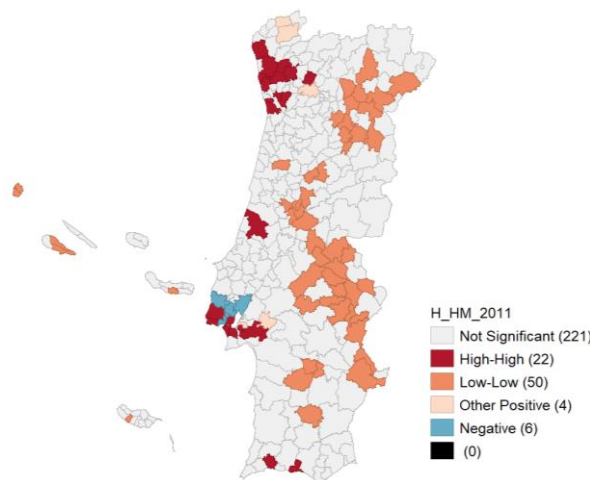 H_HM_2011
Not Significant (221)
High-High (22)
Low-Low (50)
Other Positive (4)
Negative (6)
(0)